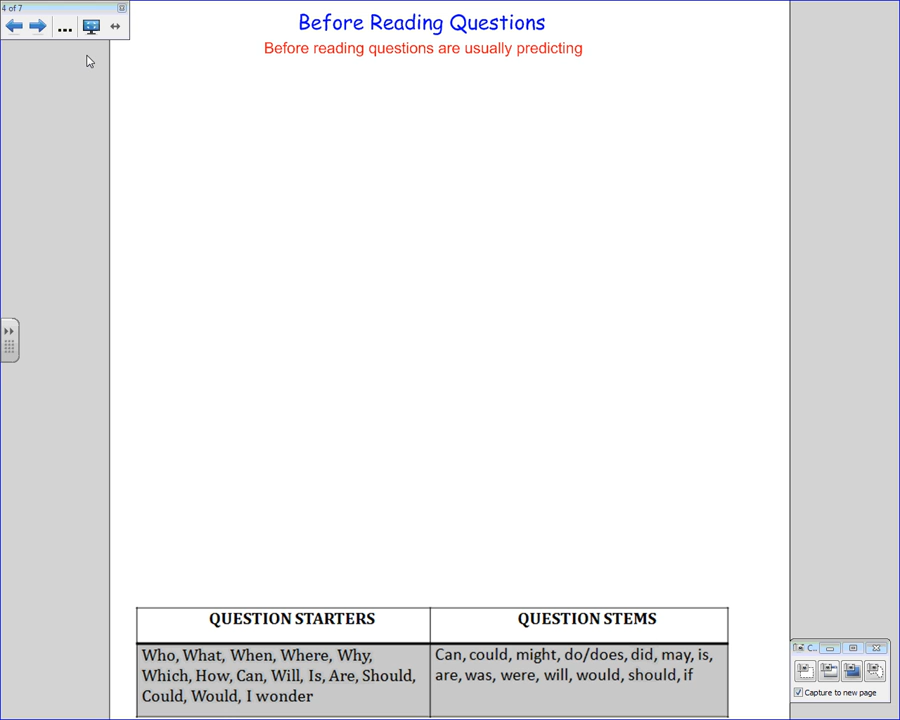 4 of 7
Before Reading Questions
Before reading questions are usually predicting
QUESTION STARTERS
QUESTION STEMS
Who, What, When, Where, Why,
Which, How, Can, Will, Is, Are, Should,
Could, Would, I wonder
Can, could, might, do/does, did, may, is,
are, was, were, will, would, should, if
C..
Capture to new page